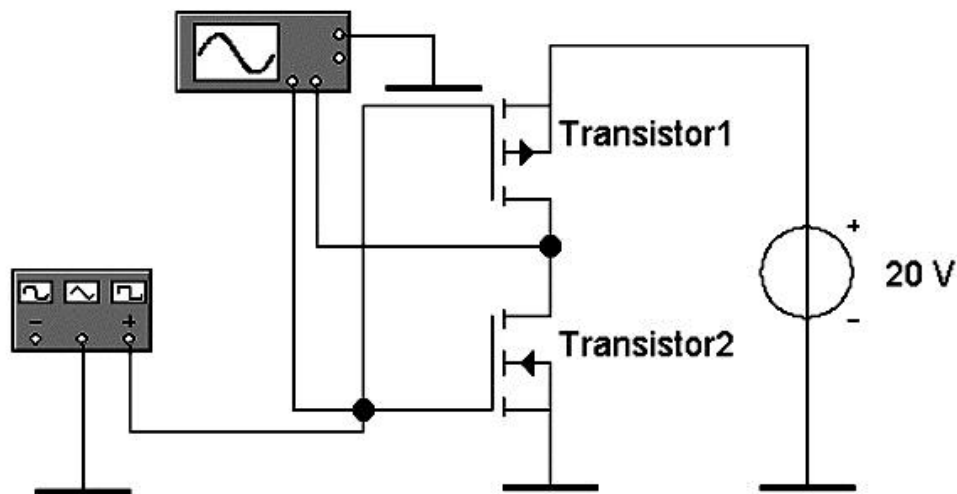 Transistor1
+
20 V
-
- +
Transistor2